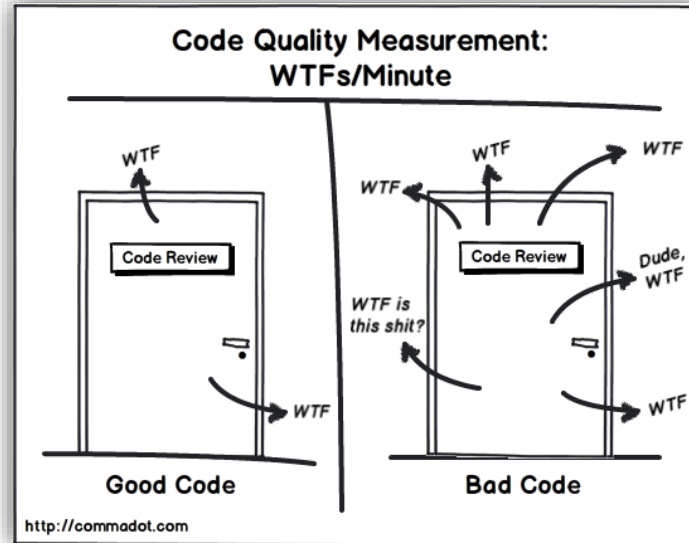 Code Quality Measurement:
WTFs/Minute
WTF
Code Review
WTF
Good Code
WTF
WTF
WTF
Code Review
Dude,
WTF
WTF is
this shit?
WTF
Bad Code
http://commadot.com